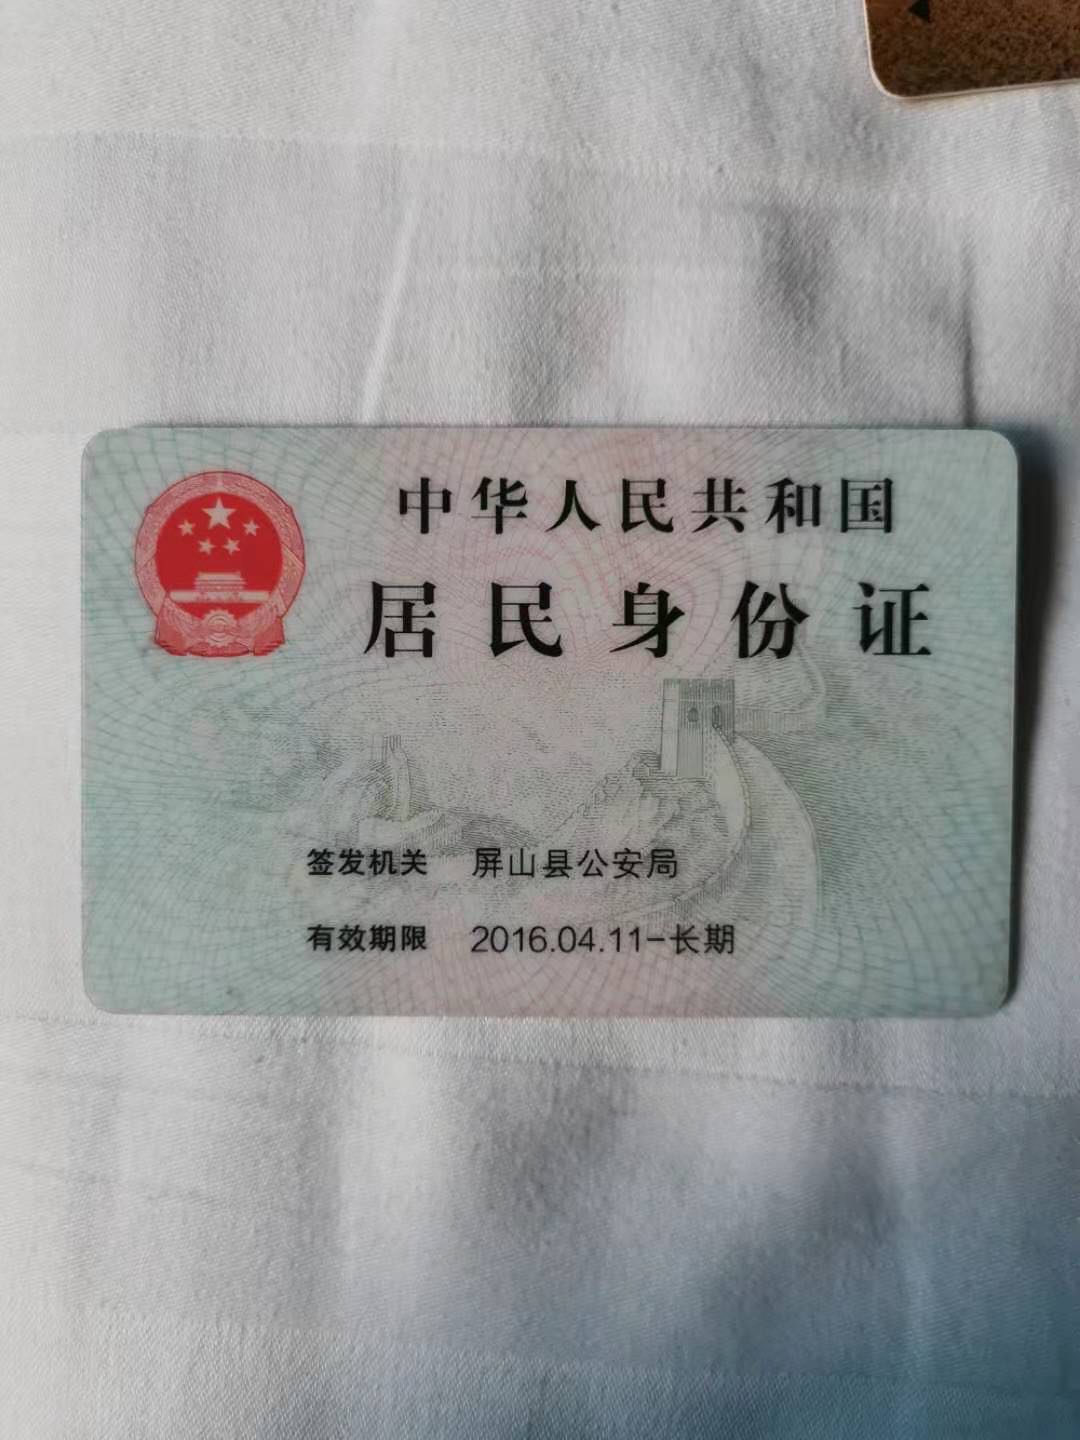 中华人民共和国
居民身份证
签发机关 屏山县公安局
有效期限 2016.04.11-长期